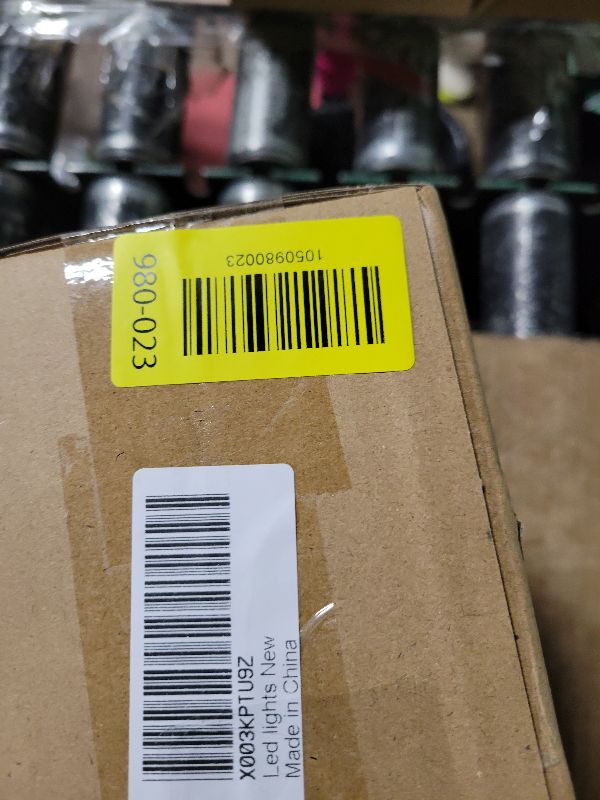 1050980023
980-023
X003KPTU9Z
Led lights New
Made in China